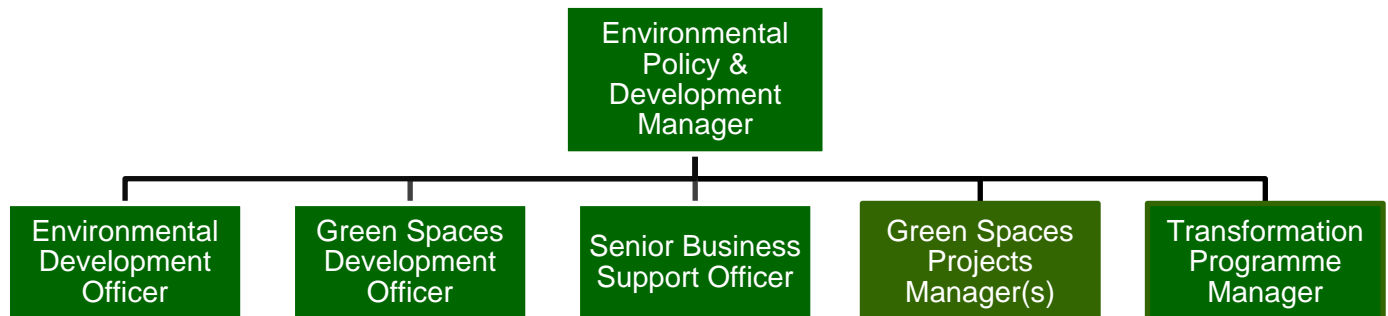 Environmental
Policy &
Development
Manager
Environmental
Development
Officer
Green Spaces
Development
Officer
Senior Business
Support Officer
Green Spaces
Projects
Manager(s)
Transformation
Programme
Manager